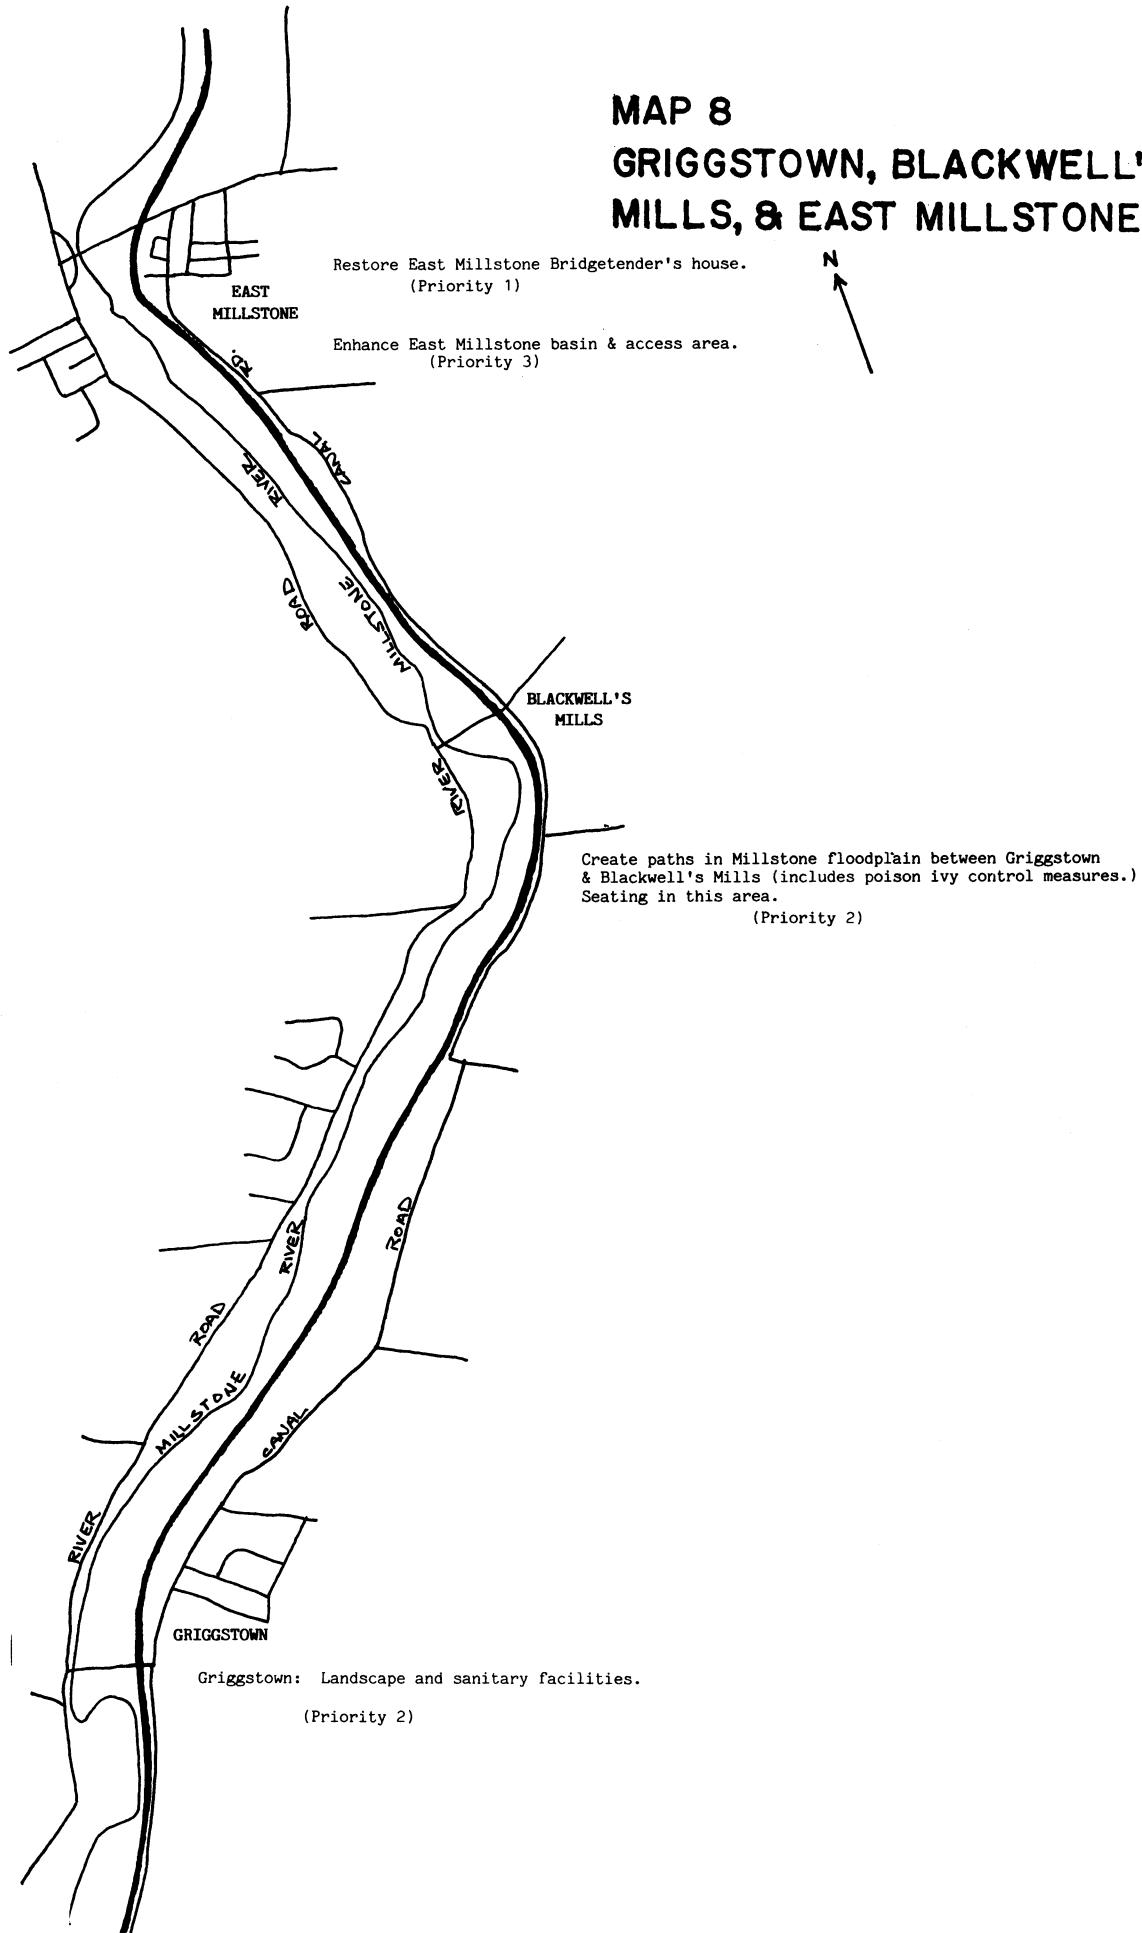 MAP 8
GRIGGSTOWN, BLACKWELL'
MILLS, & EAST MILLSTONE
N
Restore East Millstone Bridgetender's house.
(Priority 1)
EAST
MILLSTONE
Enhance East Millstone basin & access area.
(Priority 3)
RD.
CANAL
RIVER
MILLSTONE
ROAD
BLACKWELL'S
MILLS
RIVER
Create paths in Millstone floodplain between Griggstown
& Blackwell's Mills (includes poison ivy control measures.)
Seating in this area.
(Priority 2)
ROAD
RIVER
ROAD
MILLSTONE
CANAL
RIVER
GRIGGSTOWN
Griggstown: Landscape and sanitary facilities.
(Priority 2)